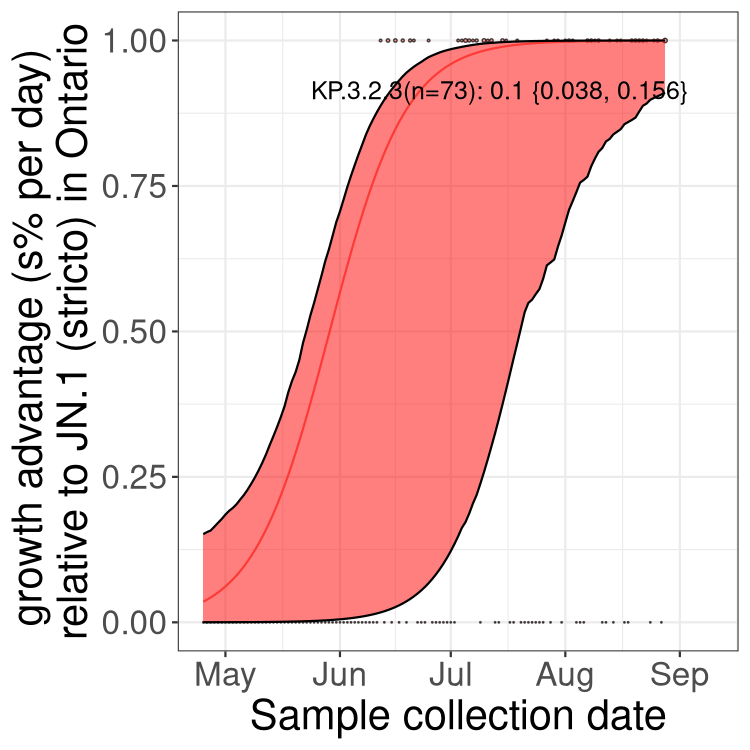 growth advantage (s% per day)
relative to JN.1 (stricto) in Ontario
1.00
0.75
0.50
0.25
0.00
KP.3.2.3(n=73): 0.1 {0.038, 0.156}
May
Jun
Jul
Aug
Sep
Sample collection date